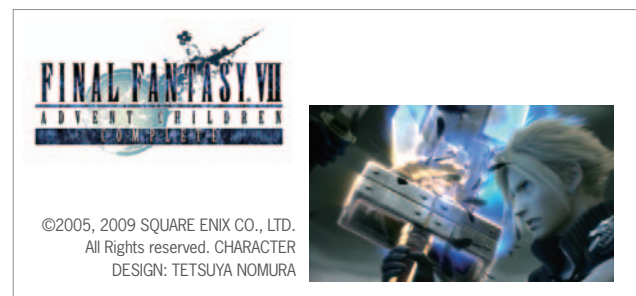 FINAL FANTASY VII
ADVENT CHILDREN
COMPLETE
©2005, 2009 SQUARE ENIX CO., LTD.
All Rights reserved. CHARACTER
DESIGN: TETSUYA NOMURA